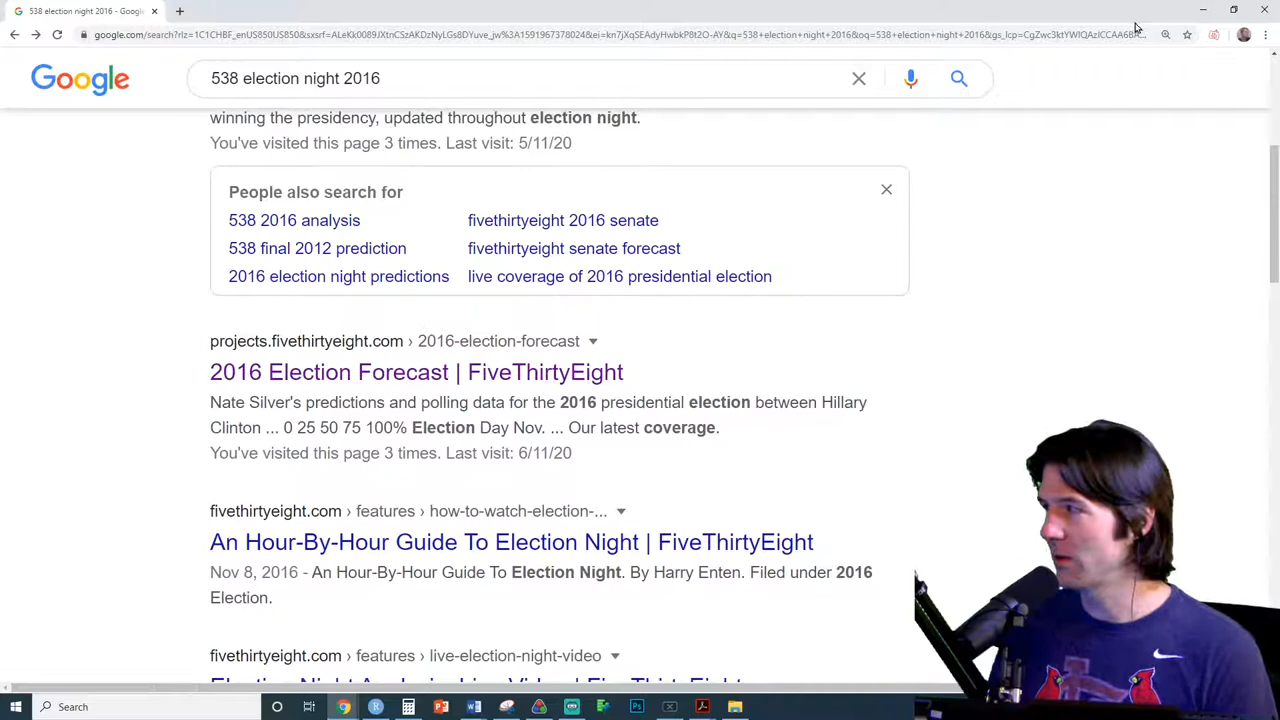 538 election night 2016 - Googl
google.com/search?rlz=1C1CHBF_enUS850US850&sxsrf=
Google
538 election night 2016
winning the presidency, updated throughout election night.
You've visited this page 3 times. Last visit: 5/11/20
People also search for
538 2016 analysis
fivethirtyeight 2016 senate
538 final 2012 prediction
fivethirtyeight senate forecast
2016 election night predictions
live coverage of 2016 presidential election
projects.fivethirtyeight.com › 2016-election-forecast
2016 Election Forecast | FiveThirtyEight
Nate Silver's predictions and polling data for the 2016 presidential election between Hillary
Clinton ... 0 25 50 75 100% Election Day Nov. ... Our latest coverage.
You've visited this page 3 times. Last visit: 6/11/20
fivethirtyeight.com › features › how-to-watch-election-...
An Hour-By-Hour Guide To Election Night | FiveThirtyEight
Nov 8, 2016 - An Hour-By-Hour Guide To Election Night. By Harry Enten. Filed under 2016
Election.
fivethirtyeight.com › features › live-election-night-video
Search